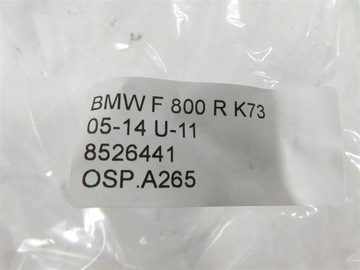 BMW F 800 R K73
05-14 U-11
8526441
OSP.A265